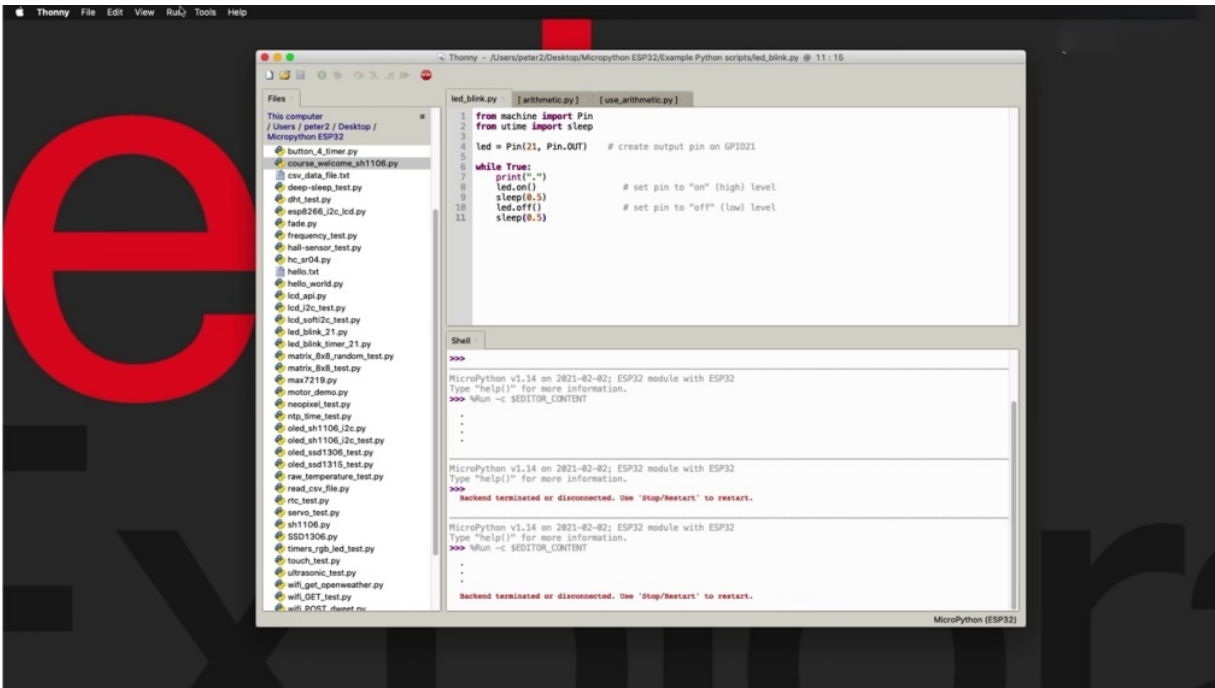 Thonny File Edit View Run Tools Help
Thonny - /Users/peter2/Desktop/Micropython ESP32/Example Python scripts/led_blink.py @ 11 : 15
Files
This computer
/ Users / peter2 / Desktop /
Micropython ESP32
button_4_timer.py
course_welcome_sh1106.py
csv_data_file.txt
deep-sleep_test.py
dht_test.py
esp8266_i2c_lcd.py
fade.py
frequency_test.py
hall-sensor_test.py
hc_sr04.py
hello.txt
hello_world.py
lcd_api.py
lcd_i2c_test.py
lcd_softi2c_test.py
led_blink_21.py
led_blink_timer_21.py
matrix_8x8_random_test.py
matrix_8x8_test.py
max7219.py
motor_demo.py
neopixel_test.py
ntp_time_test.py
oled_sh1106_i2c.py
oled_sh1106_i2c_test.py
oled_ssd1306_test.py
oled_ssd1315_test.py
raw_temperature_test.py
read_csv_file.py
rtc_test.py
servo_test.py
sh1106.py
SSD1306.py
timers_rgb_led_test.py
touch_test.py
ultrasonic_test.py
wifi_get_openweather.py
wifi_GET_test.py
wifi_POST_dweet.py
led_blink.py [ arithmetic.py ] [ use_arithmetic.py ]
1 from machine import Pin
2 from utime import sleep
3
4 led = Pin(21, Pin.OUT) # create output pin on GPIO21
5
6 while True:
7 print(".")
8 led.on() # set pin to "on" (high) level
9 sleep(0.5)
10 led.off() # set pin to "off" (low) level
11 sleep(0.5)
Shell
>>>
MicroPython v1.14 on 2021-02-02; ESP32 module with ESP32
Type "help()" for more information.
>>> %Run -c $EDITOR_CONTENT
.
.
.
.
MicroPython v1.14 on 2021-02-02; ESP32 module with ESP32
Type "help()" for more information.
>>>
Backend terminated or disconnected. Use 'Stop/Restart' to restart.
MicroPython v1.14 on 2021-02-02; ESP32 module with ESP32
Type "help()" for more information.
>>> %Run -c $EDITOR_CONTENT
.
.
.
Backend terminated or disconnected. Use 'Stop/Restart' to restart.
MicroPython (ESP32)